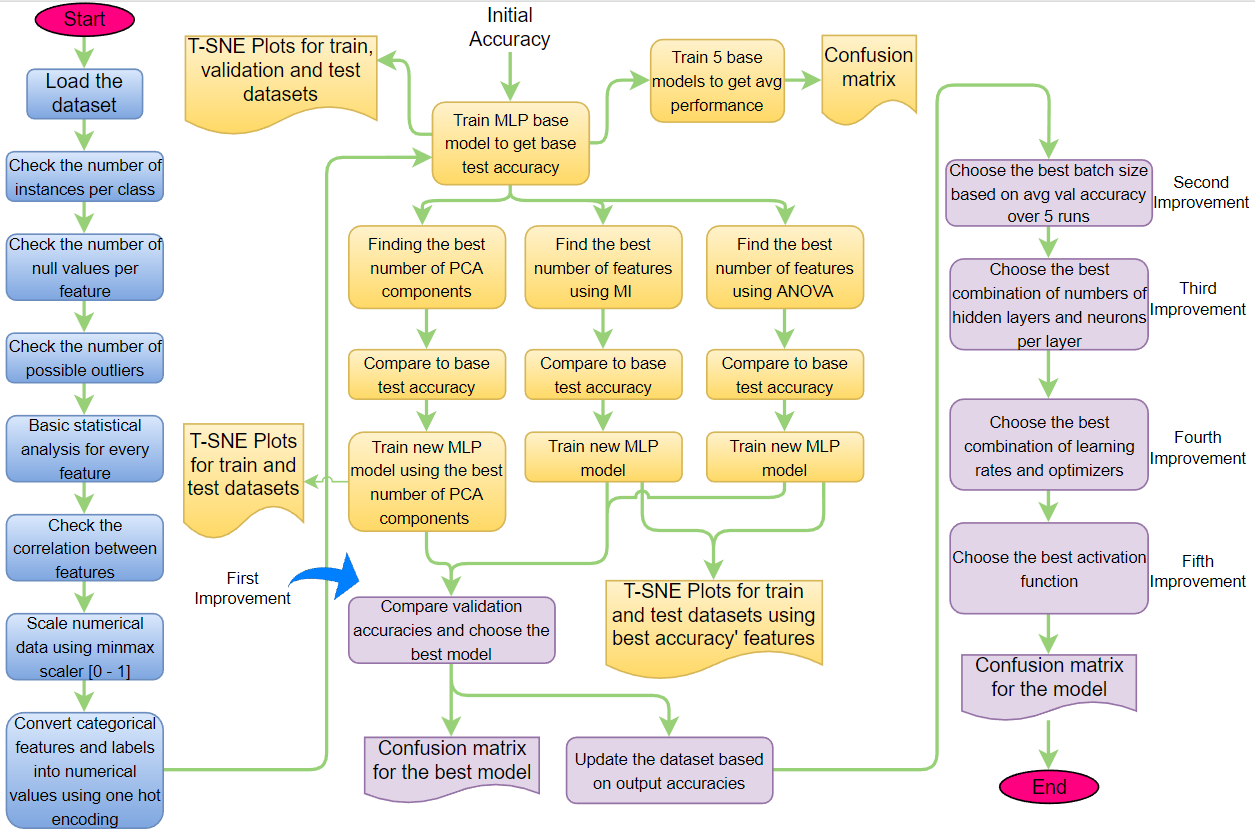 Start
Load the
dataset
Check the number of
instances per class
Check the number of
null values per
feature
Check the number of
possible outliers
Basic statistical
analysis for every
feature
Check the
correlation between
features
Scale numerical
data using minmax
scaler [0 - 1]
Convert categorical
features and labels
into numerical
values using one hot
encoding
Initial
Accuracy
T-SNE Plots for train,
validation and test
datasets
Train MLP base
model to get base
test accuracy
Train 5 base
models to get avg
performance
Confusion
matrix
Finding the best
number of PCA
components
Find the best
number of features
using MI
Find the best
number of features
using ANOVA
Compare to base
test accuracy
Compare to base
test accuracy
Compare to base
test accuracy
T-SNE Plots
for train and
test datasets
Train new MLP
model using the best
number of PCA
components
Train new MLP
model
Train new MLP
model
First
Improvement
Compare validation
accuracies and choose the
best model
T-SNE Plots for train
and test datasets using
best accuracy' features
Confusion matrix
for the best model
Update the dataset based
on output accuracies
Choose the best batch size
based on avg val accuracy
over 5 runs
Second
Improvement
Choose the best
combination of numbers of
hidden layers and neurons
per layer
Third
Improvement
Choose the best
combination of learning
rates and optimizers
Fourth
Improvement
Choose the best activation
function
Fifth
Improvement
Confusion matrix
for the model
End